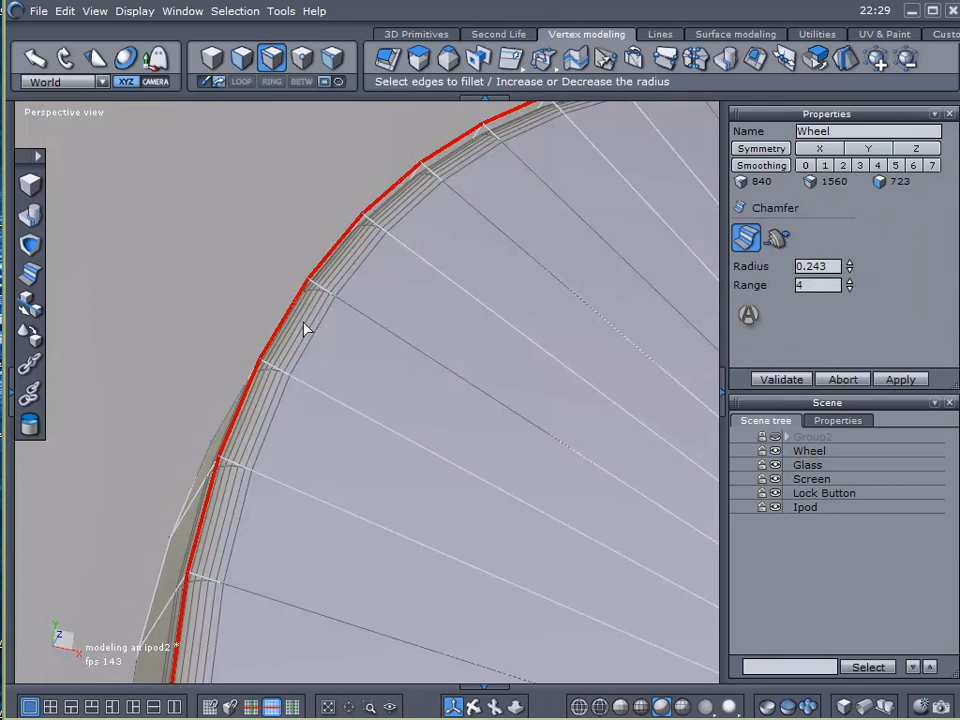 File Edit View Display Window Selection Tools Help 22:29
3D Primitives Second Life Vertex modeling Lines Surface modeling Utilities UV & Paint Custo
World XYZ CAMERA LOOP RING BETW Select edges to fillet / Increase or Decrease the radius
Perspective view
Properties
Name Wheel
Symmetry X Y Z
Smoothing 0 1 2 3 4 5 6 7
840 1560 723
Chamfer
Radius 0.243
Range 4
A
Validate Abort Apply
Scene
Scene tree Properties
Group2
Wheel
Glass
Screen
Lock Button
Ipod
Y
Z
X
modeling an ipod2 *
fps 143
Select